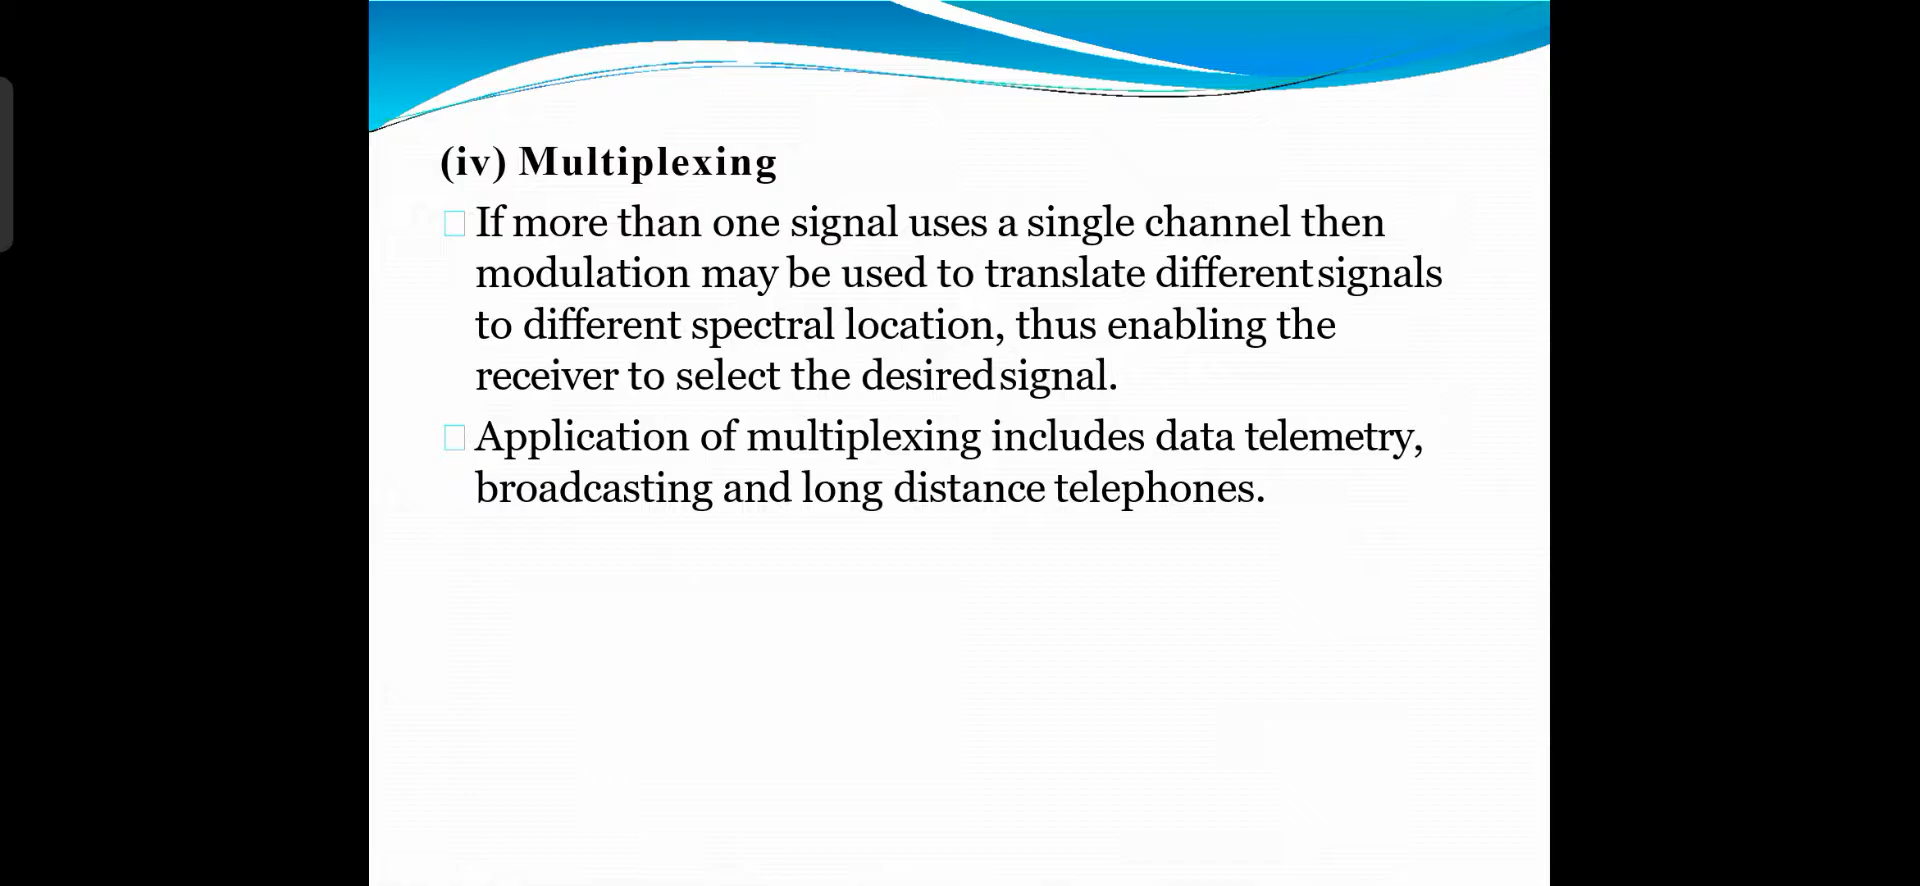 (iv) Multiplexing
If more than one signal uses a single channel then
modulation may be used to translate different signals
to different spectral location, thus enabling the
receiver to select the desired signal.
Application of multiplexing includes data telemetry,
broadcasting and long distance telephones.